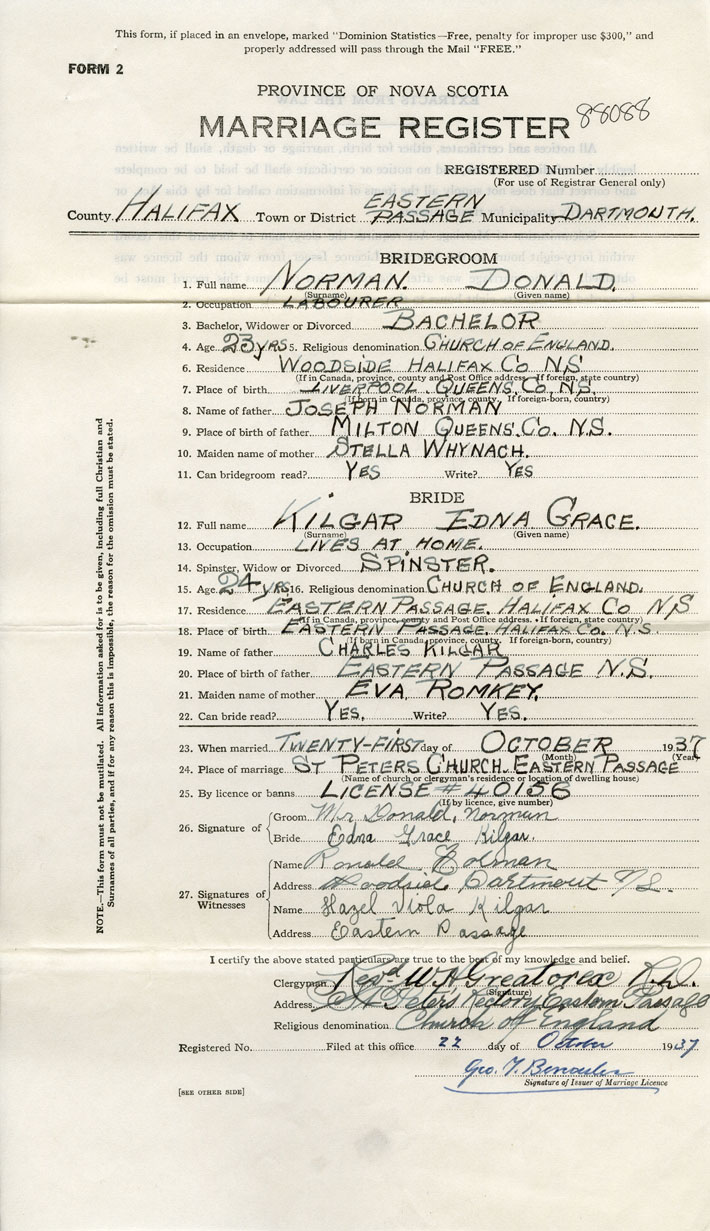 This form, if placed in an envelope, marked "Dominion Statistics—Free, penalty for improper use $300," and
properly addressed will pass through the Mail "FREE."
FORM 2
PROVINCE OF NOVA SCOTIA
MARRIAGE REGISTER 88088
REGISTERED Number
(For use of Registrar General only)
County HALIFAX Town or District EASTERN PASSAGE Municipality DARTMOUTH.
BRIDEGROOM
1. Full name NORMAN. DONALD.
(Surname) (Given name)
2. Occupation LABOURER
3. Bachelor, Widower or Divorced BACHELOR
4. Age 23 yRS 5. Religious denomination CHURCH OF ENGLAND.
6. Residence WOODSIDE HALIFAX Co N.S
(If in Canada, province, county and Post Office address. If foreign, state country)
7. Place of birth LIVERPOOL. QUEENS. Co. N.S.
(If born in Canada, province, county. If foreign-born, country)
8. Name of father JOSEPH NORMAN
9. Place of birth of father MILTON QUEENS. Co. N.S.
10. Maiden name of mother STELLA WHYNACH.
11. Can bridegroom read? YES Write? YES
BRIDE
12. Full name KILGAR EDNA GRACE.
(Surname) (Given name)
13. Occupation LIVES AT HOME.
14. Spinster, Widow or Divorced SPINSTER.
15. Age 24 yRS 16. Religious denomination CHURCH OF ENGLAND.
17. Residence EASTERN PASSAGE. HALIFAX Co N/S
(If in Canada, province, county and Post Office address. If foreign, state country)
18. Place of birth EASTERN PASSAGE. HALIFAX Co. N.S
(If born in Canada, province, county. If foreign-born, country)
19. Name of father CHARLES KILGAR
20. Place of birth of father EASTERN PASSAGE N.S.
21. Maiden name of mother EVA ROMKEY.
22. Can bride read? YES. Write? YES.
23. When married TWENTY-FIRST day of OCTOBER 1937
(Month) (Year)
24. Place of marriage ST PETERS CHURCH. EASTERN PASSAGE
(Name of church or clergyman's residence or location of dwelling house)
25. By licence or banns LICENSE # 40156
(If by licence, give number)
26. Signature of Groom Mr Donald, Norman
Bride Edna Grace Kilgar.
27. Signatures of Witnesses
Name Ronald Colman
Address Woodside Dartmout N.S.
Name Hazel Viola Kilgar
Address Eastern Passage
I certify the above stated particulars are true to the best of my knowledge and belief.
Clergyman Revd W H Greatorex
(Signature)
Address St Peter's Rectory Eastern Passage
Religious denomination Church of England
Registered No. Filed at this office 22 day of October 1937
Geo. T.
Signature of Issuer of Marriage Licence
[SEE OTHER SIDE]
NOTE.—This form must not be mutilated. All information asked for is to be given, including full Christian and
Surnames of all parties, and if for any reason this is impossible, the reason for the omission must be stated.